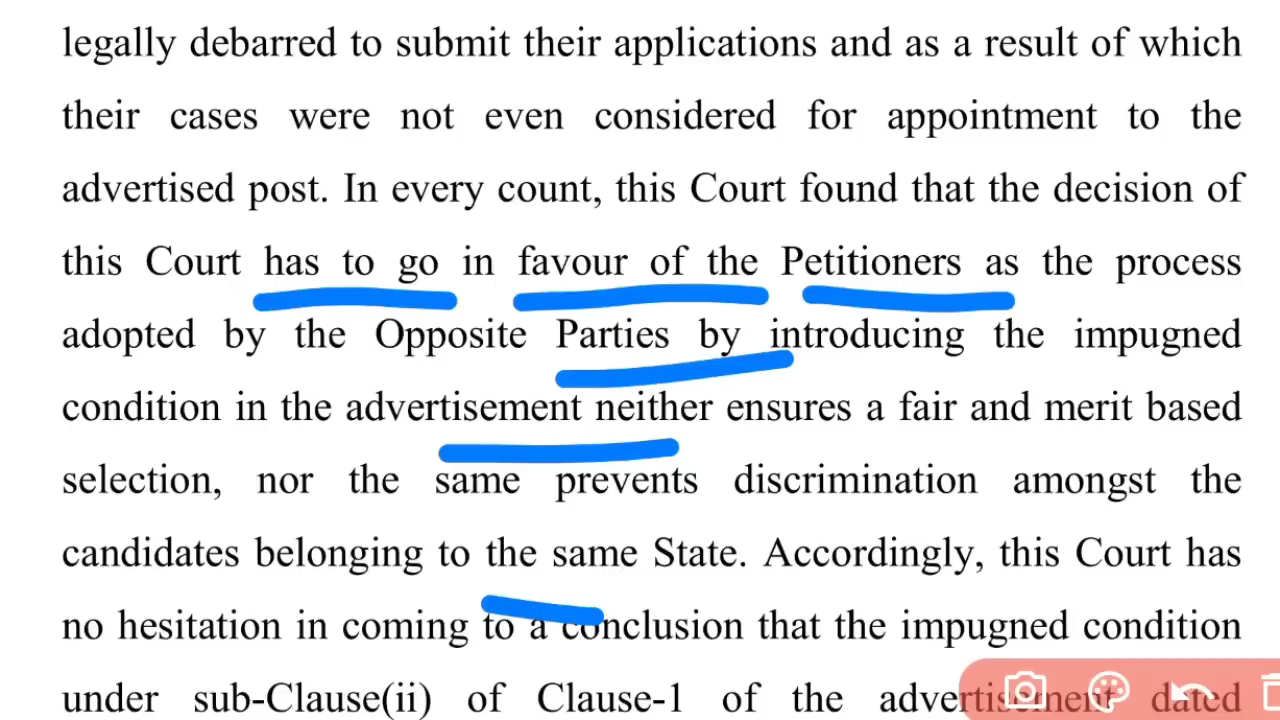 legally debarred to submit their applications and as a result of which
their cases were not even considered for appointment to the
advertised post. In every count, this Court found that the decision of
this Court has to go in favour of the Petitioners as the process
adopted by the Opposite Parties by introducing the impugned
condition in the advertisement neither ensures a fair and merit based
selection, nor the same prevents discrimination amongst the
candidates belonging to the same State. Accordingly, this Court has
no hesitation in coming to a conclusion that the impugned condition
under sub-Clause(ii) of Clause-1 of the advertisement dated